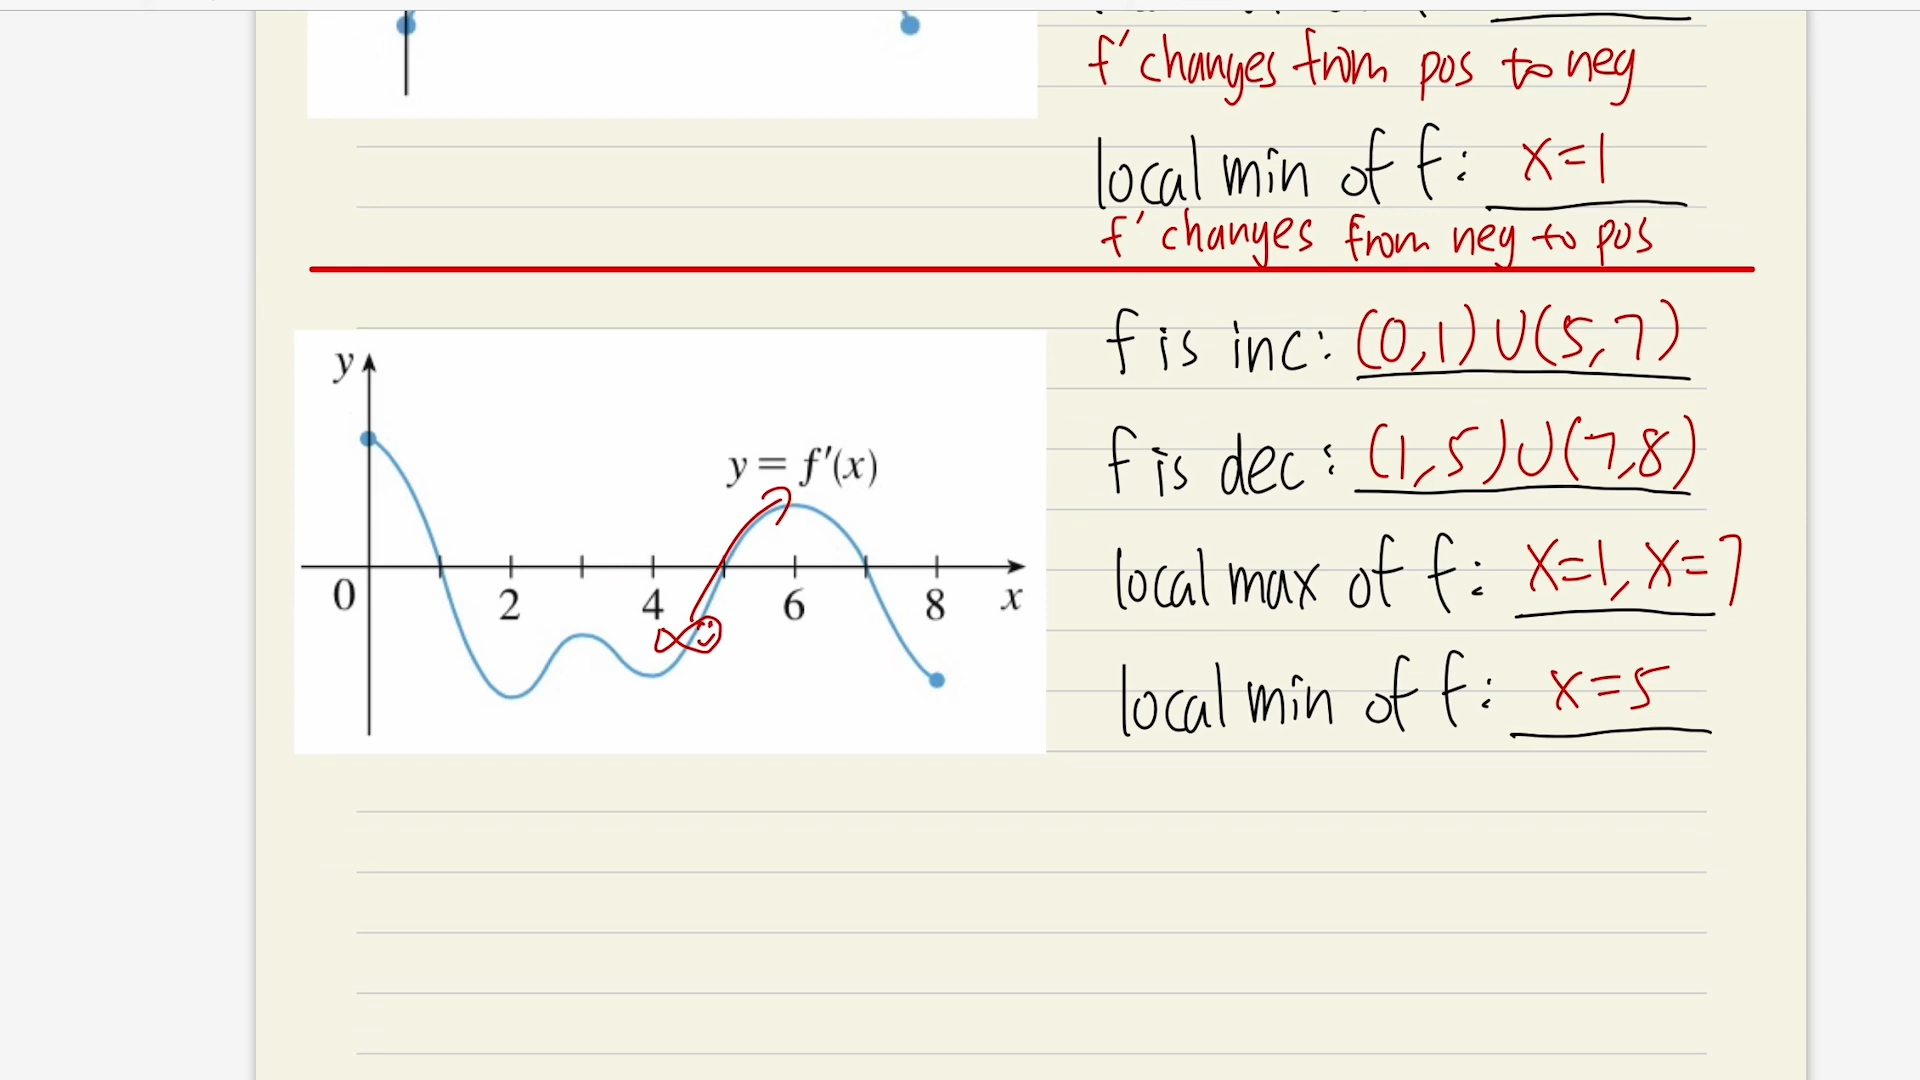 f' changes from pos to neg
local min of f: x=1
f' changes from neg to pos
f is inc: (0,1)∪(5,7)
f is dec: (1,5)∪(7,8)
local max of f: x=1, x=7
local min of f: x=5
y
y = f'(x)
0 2 4 6 8 x